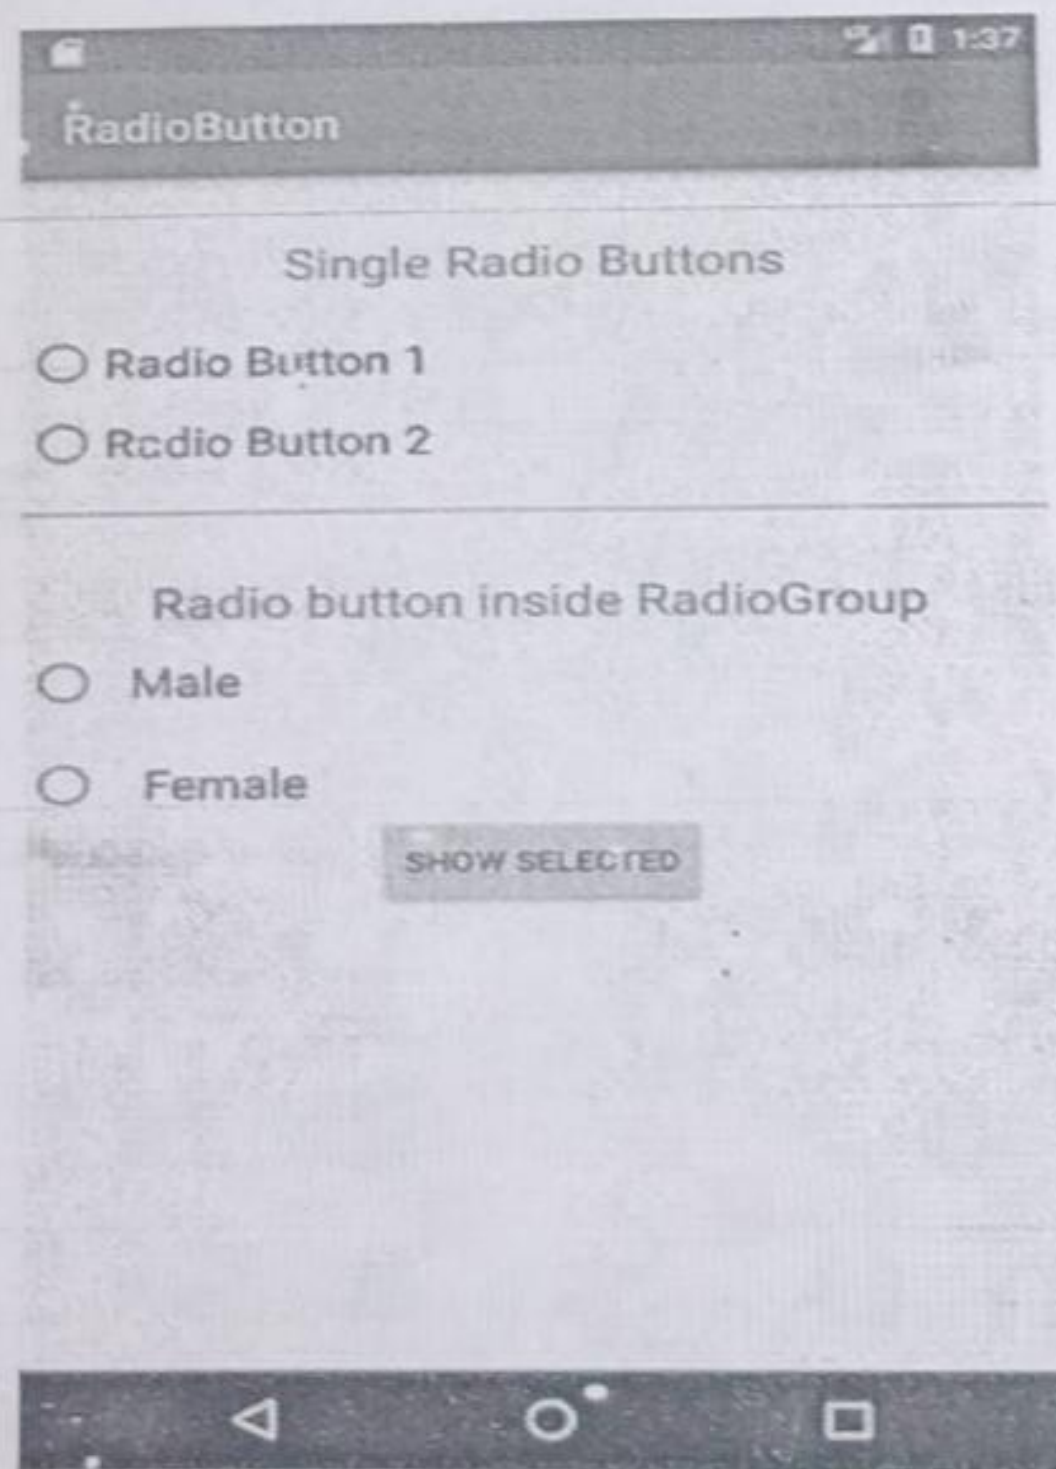 1:37
RadioButton
Single Radio Buttons
Radio Button 1
Radio Button 2
Radio button inside RadioGroup
Male
Female
SHOW SELECTED